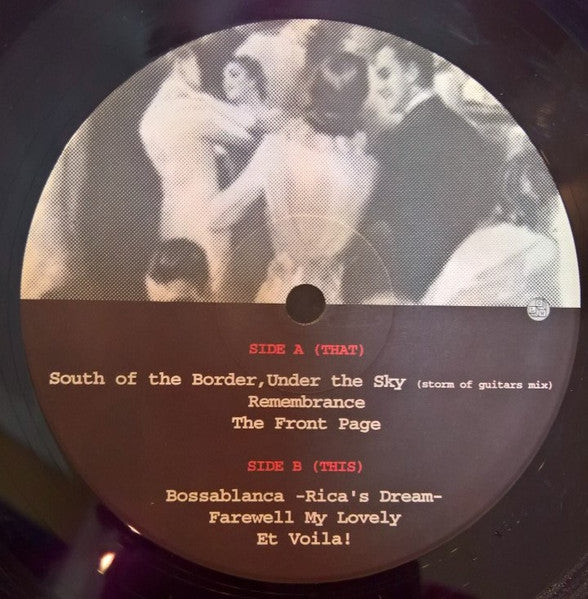 SIDE A (THAT)
South of the Border,Under the Sky (storm of guitars mix)
Remembrance
The Front Page
SIDE B (THIS)
Bossablanca -Rica's Dream-
Farewell My Lovely
Et Voila!